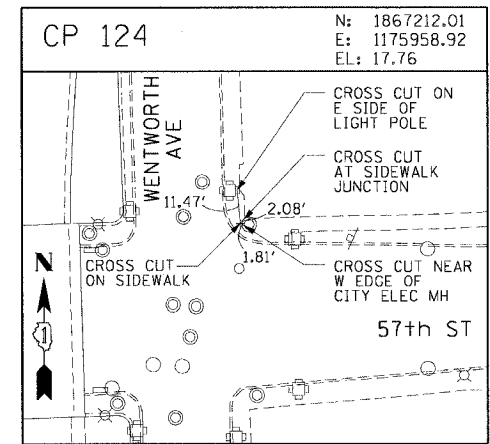 CP 124
N: 1867212.01
E: 1175958.92
EL: 17.76
WENTWORTH
AVE
CROSS CUT ON
E SIDE OF
LIGHT POLE
CROSS CUT
AT SIDEWALK
JUNCTION
11.47'
2.08'
1.81'
N
1
CROSS CUT
ON SIDEWALK
CROSS CUT NEAR
W EDGE OF
CITY ELEC MH
57th ST